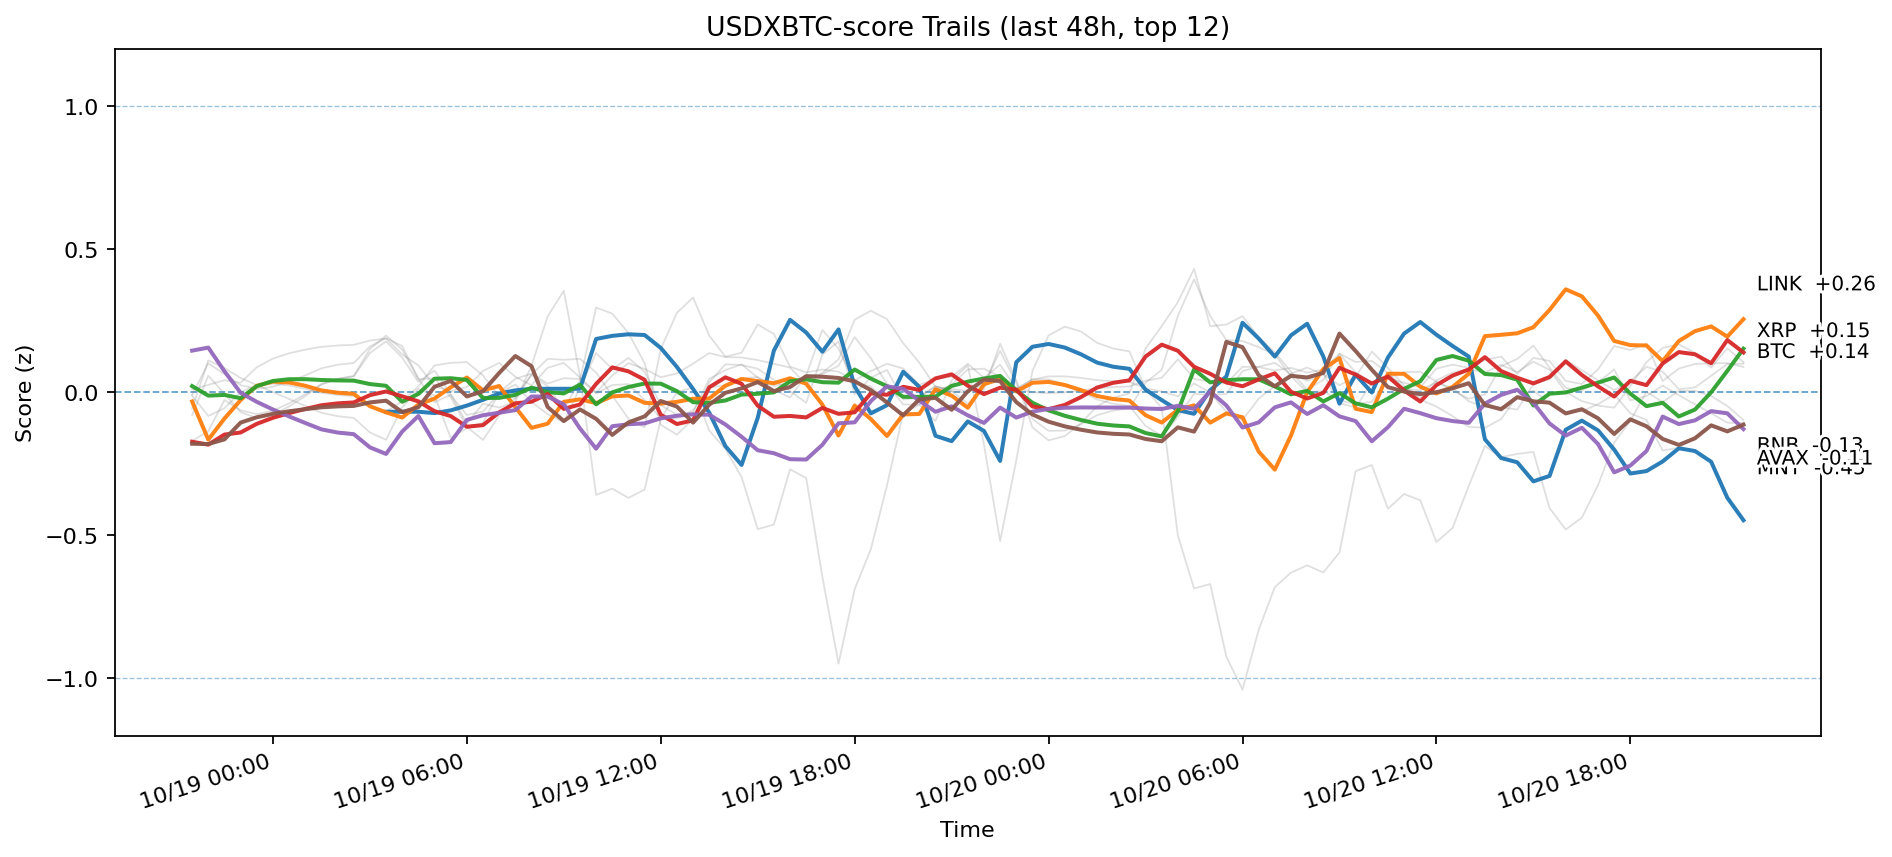 USDXBTC-score Trails (last 48h, top 12)
Score (z)
1.0
0.5
0.0
−0.5
−1.0
LINK +0.26
XRP +0.15
BTC +0.14
BNB -0.13
AVAX -0.11
MNT -0.45
10/19 00:00
10/19 06:00
10/19 12:00
10/19 18:00
10/20 00:00
10/20 06:00
10/20 12:00
10/20 18:00
Time